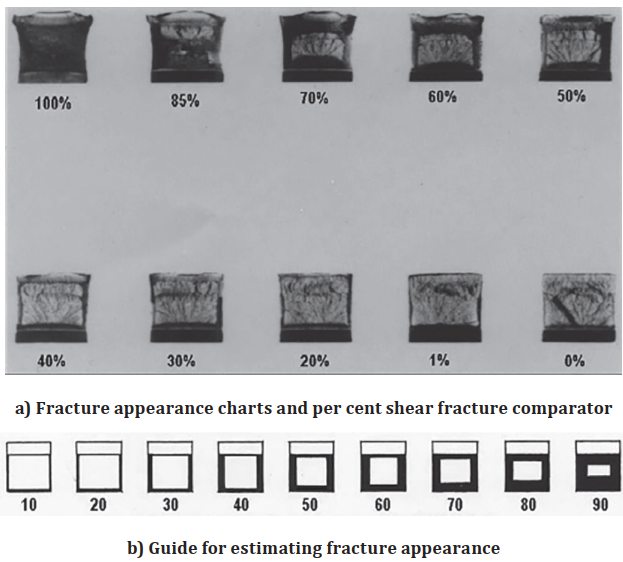 100% 85% 70% 60% 50%
40% 30% 20% 1% 0%
a) Fracture appearance charts and per cent shear fracture comparator
10 20 30 40 50 60 70 80 90
b) Guide for estimating fracture appearance